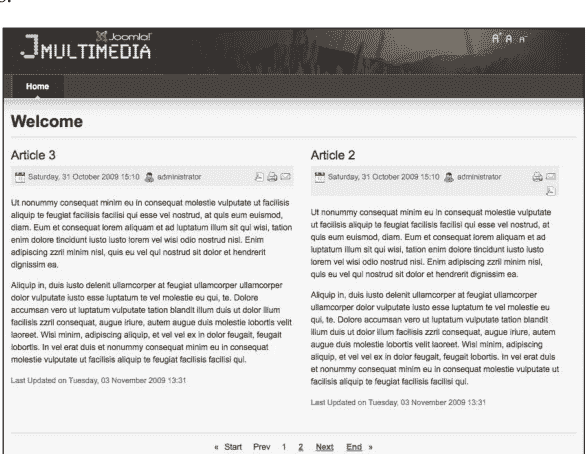 Joomla!
JMULTIMEDIA
A+ A A-
Home
Welcome
Article 3
Saturday, 31 October 2009 15:10 administrator
Ut nonummy consequat minim eu in consequat molestie vulputate ut facilisis
aliquip te feugiat facilisis facilisi qui esse vel nostrud, at quis eum euismod,
diam. Eum et consequat lorem aliquam et ad luptatum illum sit qui wisi, tation
enim dolore tincidunt iusto iusto lorem vel wisi odio nostrud nisl. Enim
adipiscing zzril minim nisl, quis eu vel qui nostrud sit dolor et hendrerit
dignissim ea.
Aliquip in, duis iusto delenit ullamcorper at feugiat ullamcorper ullamcorper
dolor vulputate iusto esse luptatum te vel molestie eu qui, te. Dolore
accumsan vero ut luptatum vulputate tation blandit illum duis ut dolor illum
facilisis zzril consequat, augue iriure, autem augue duis molestie lobortis velit
laoreet. Wisi minim, adipiscing aliquip, et vel vel ex in dolor feugait, feugait
lobortis. In vel erat duis et nonummy consequat minim eu in consequat
molestie vulputate ut facilisis aliquip te feugiat facilisis facilisi qui.
Last Updated on Tuesday, 03 November 2009 13:31
Article 2
Saturday, 31 October 2009 15:10 administrator
Ut nonummy consequat minim eu in consequat molestie vulputate
ut facilisis aliquip te feugiat facilisis facilisi qui esse vel nostrud, at
quis eum euismod, diam. Eum et consequat lorem aliquam et ad
luptatum illum sit qui wisi, tation enim dolore tincidunt iusto iusto
lorem vel wisi odio nostrud nisl. Enim adipiscing zzril minim nisl,
quis eu vel qui nostrud sit dolor et hendrerit dignissim ea.
Aliquip in, duis iusto delenit ullamcorper at feugiat ullamcorper
ullamcorper dolor vulputate iusto esse luptatum te vel molestie eu
qui, te. Dolore accumsan vero ut luptatum vulputate tation blandit
illum duis ut dolor illum facilisis zzril consequat, augue iriure, autem
augue duis molestie lobortis velit laoreet. Wisi minim, adipiscing
aliquip, et vel vel ex in dolor feugait, feugait lobortis. In vel erat duis
et nonummy consequat minim eu in consequat molestie vulputate ut
facilisis aliquip te feugiat facilisis facilisi qui.
Last Updated on Tuesday, 03 November 2009 13:31
« Start Prev 1 2 Next End »